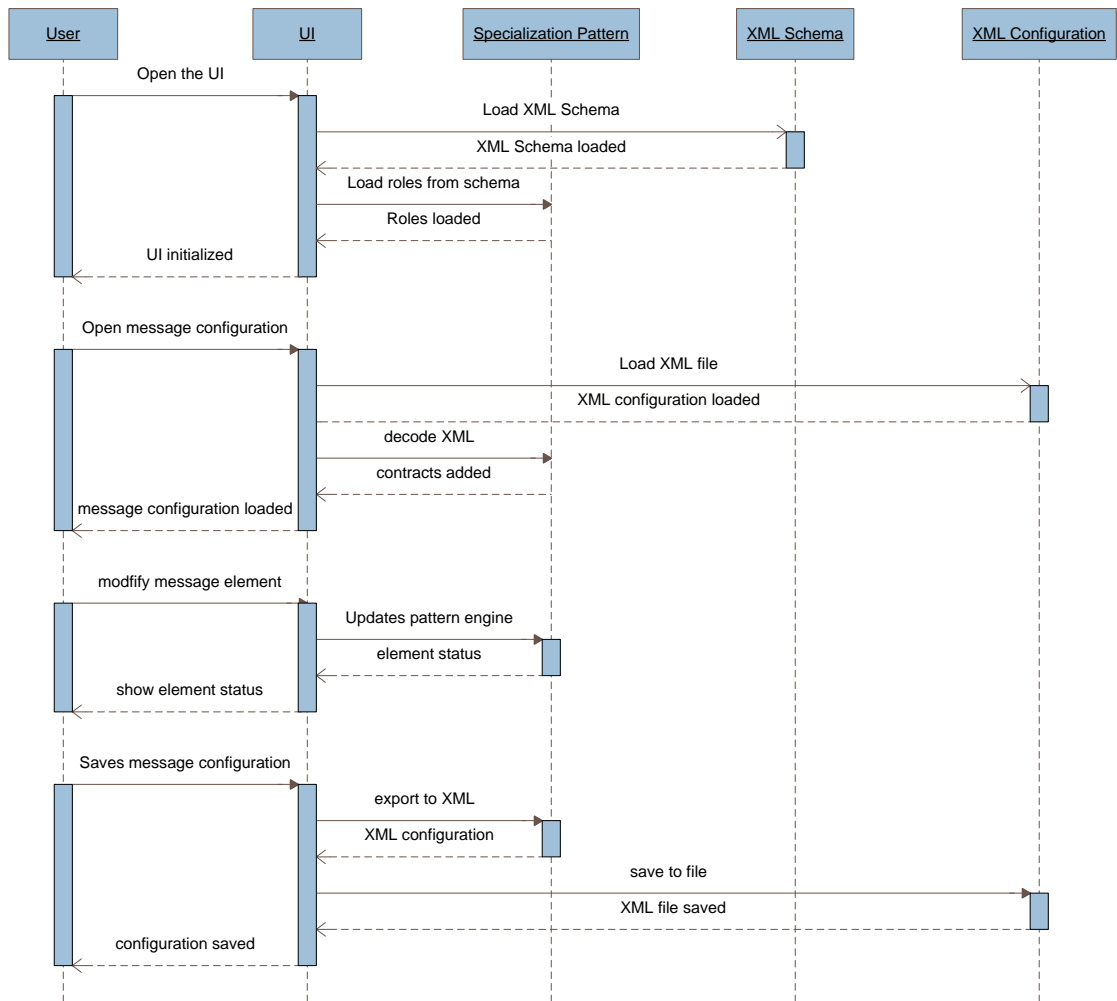 User
UI
Specialization Pattern
XML Schema
XML Configuration
Open the UI
Load XML Schema
XML Schema loaded
Load roles from schema
Roles loaded
UI initialized
Open message configuration
Load XML file
XML configuration loaded
decode XML
contracts added
message configuration loaded
modfify message element
Updates pattern engine
element status
show element status
Saves message configuration
export to XML
XML configuration
save to file
XML file saved
configuration saved